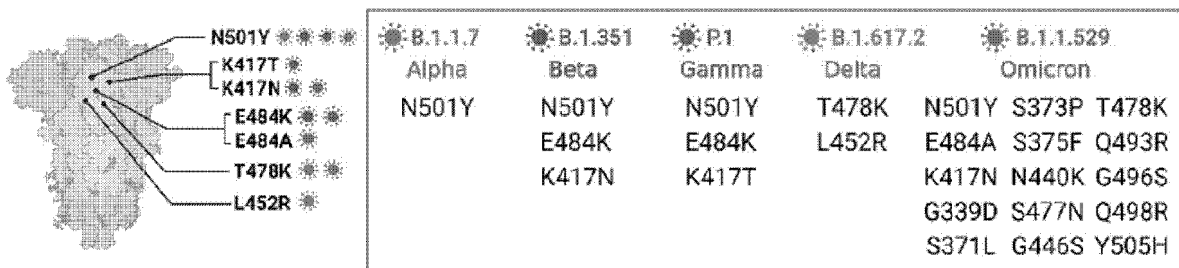 N501Y
K417T
K417N
E484K
E484A
T478K
L452R
B.1.1.7 B.1.351 P.1 B.1.617.2 B.1.1.529
Alpha Beta Gamma Delta Omicron
N501Y N501Y N501Y T478K N501Y S373P T478K
E484K E484K L452R E484A S375F Q493R
K417N K417T K417N N440K G496S
G339D S477N Q498R
S371L G446S Y505H